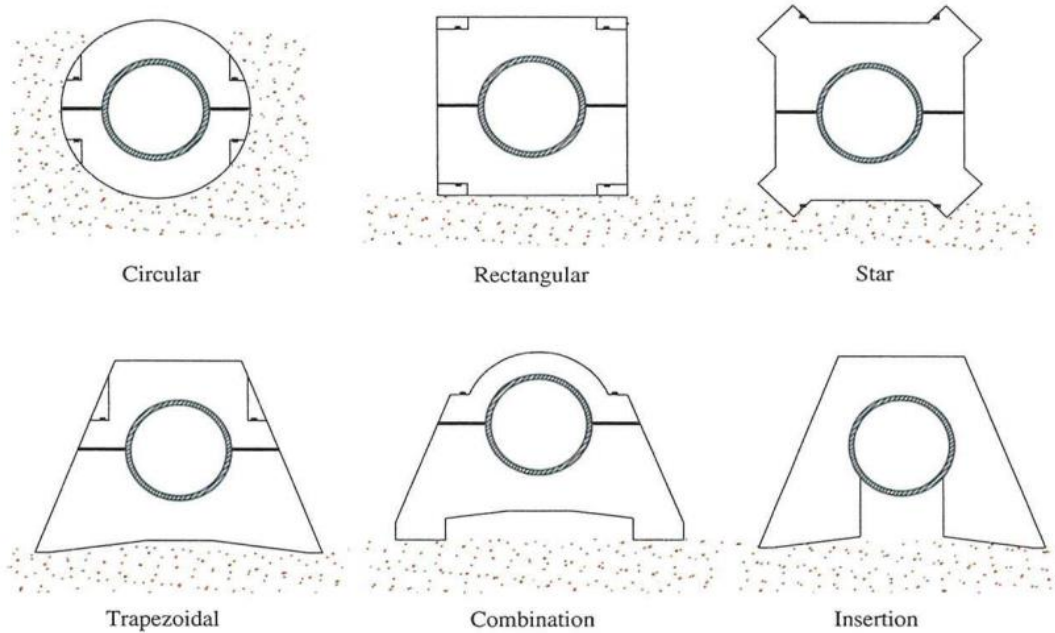 Circular
Rectangular
Star
Trapezoidal
Combination
Insertion